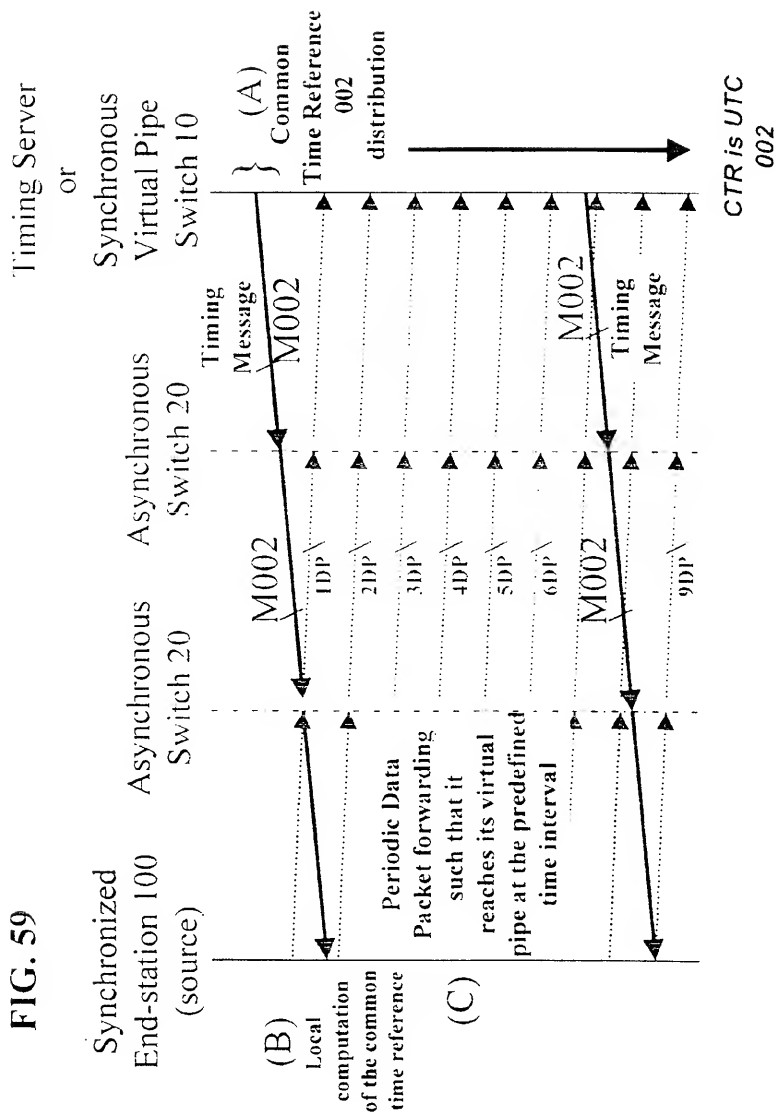 FIG. 59
Synchronized
End-station 100
(source)
Asynchronous
Switch 20
Asynchronous
Switch 20
Timing Server
or
Synchronous
Virtual Pipe
Switch 10
(B)
Local
computation
of the common
time reference
(C)
Periodic Data
Packet forwarding
such that it
reaches its virtual
pipe at the predefined
time interval
M002
1DP
2DP
3DP
4DP
5DP
6DP
M002
9DP
Timing
Message
M002
M002
Timing
Message
} (A)
Common
Time Reference
002
distribution
CTR is UTC
002